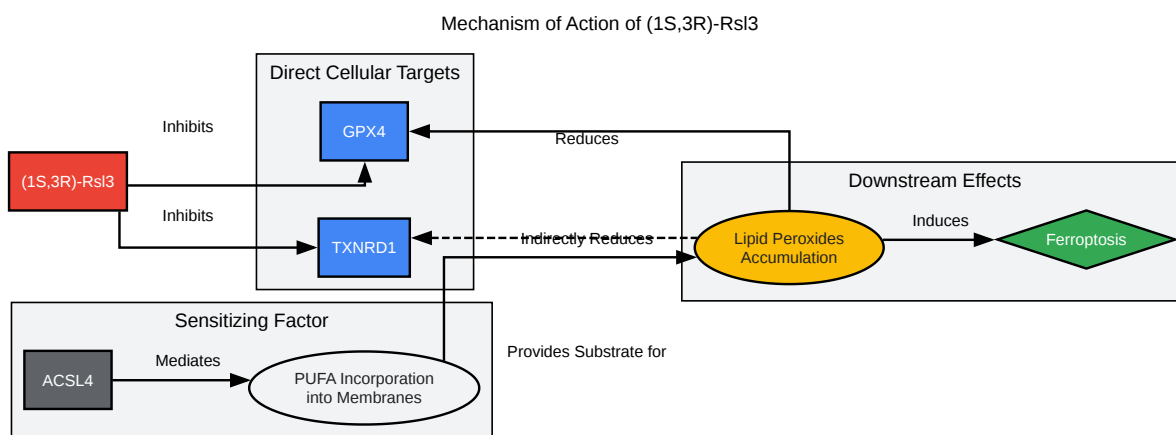 Mechanism of Action of (1S,3R)-Rsl3
Direct Cellular Targets
Inhibits
GPX4
Reduces
(1S,3R)-Rsl3
Downstream Effects
Inhibits
TXNRD1
Indirectly Reduces
Lipid Peroxides
Accumulation
Induces
Ferroptosis
Sensitizing Factor
Provides Substrate for
ACSL4
Mediates
PUFA Incorporation
into Membranes